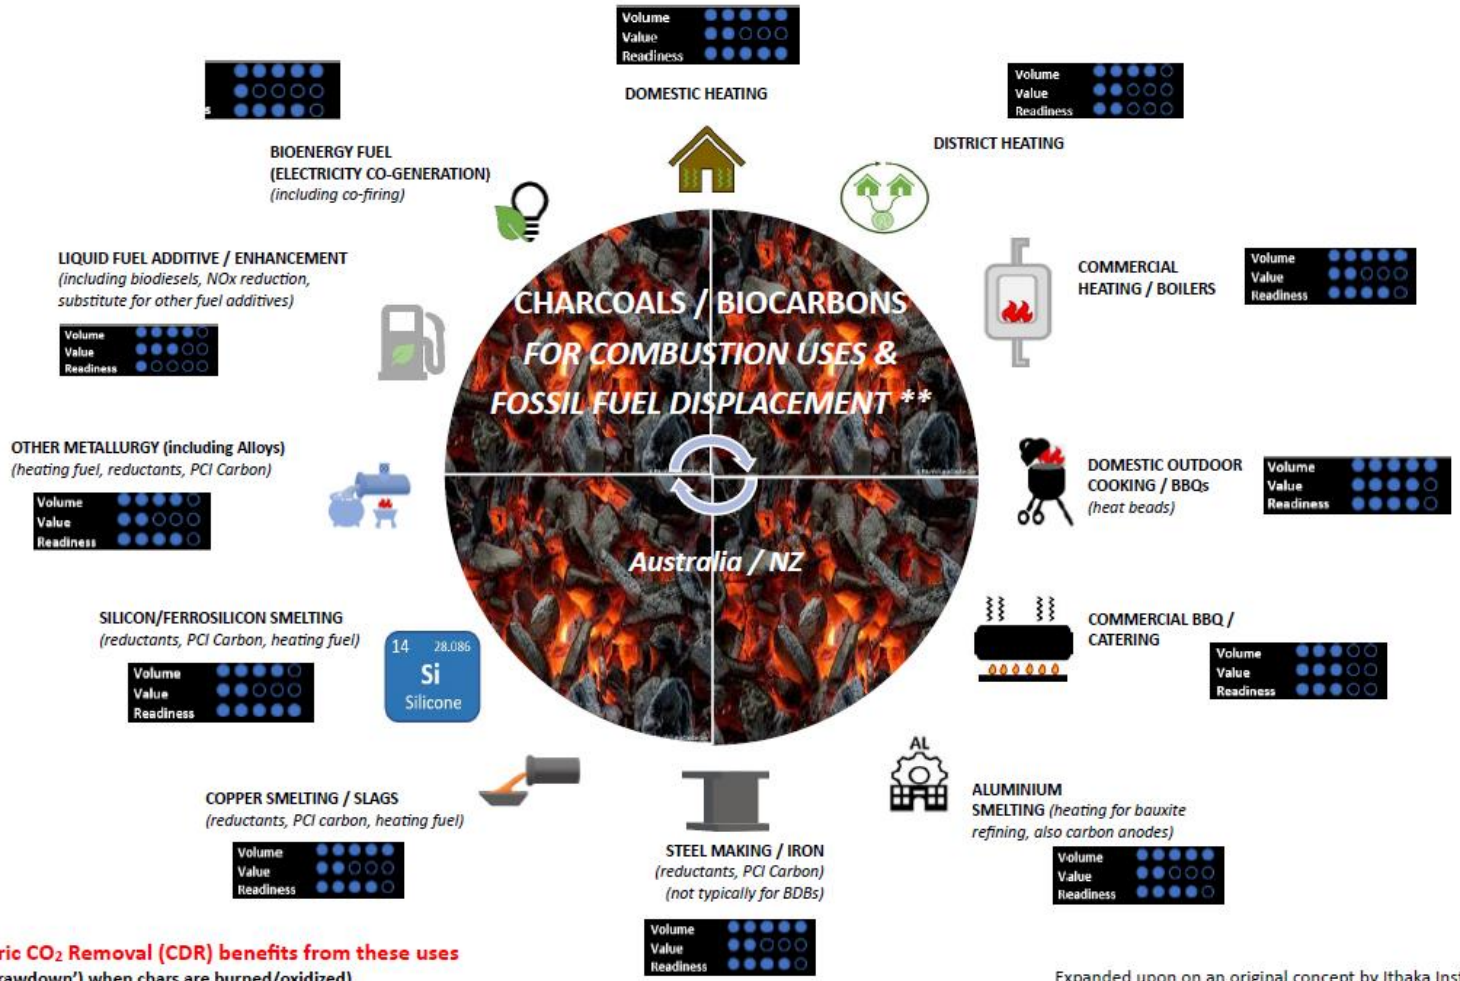 Volume
Value
Readiness
DOMESTIC HEATING
s
BIOENERGY FUEL
(ELECTRICITY CO-GENERATION)
(including co-firing)
Volume
Value
Readiness
DISTRICT HEATING
LIQUID FUEL ADDITIVE / ENHANCEMENT
(including biodiesels, NOx reduction,
substitute for other fuel additives)
Volume
Value
Readiness
COMMERCIAL
HEATING / BOILERS
Volume
Value
Readiness
CHARCOALS / BIOCARBONS
FOR COMBUSTION USES &
FOSSIL FUEL DISPLACEMENT **
Australia / NZ
OTHER METALLURGY (including Alloys)
(heating fuel, reductants, PCI Carbon)
Volume
Value
Readiness
DOMESTIC OUTDOOR
COOKING / BBQs
(heat beads)
Volume
Value
Readiness
SILICON/FERROSILICON SMELTING
(reductants, PCI Carbon, heating fuel)
Volume
Value
Readiness
14 28.086
Si
Silicone
COMMERCIAL BBQ /
CATERING
Volume
Value
Readiness
COPPER SMELTING / SLAGS
(reductants, PCI carbon, heating fuel)
Volume
Value
Readiness
STEEL MAKING / IRON
(reductants, PCI Carbon)
(not typically for BDBs)
Volume
Value
Readiness
AL
ALUMINIUM
SMELTING (heating for bauxite
refining, also carbon anodes)
Volume
Value
Readiness
ric CO2 Removal (CDR) benefits from these uses
rawdown') when chars are burned/oxidized)
Expanded upon on an original concept by Ithaka Inst